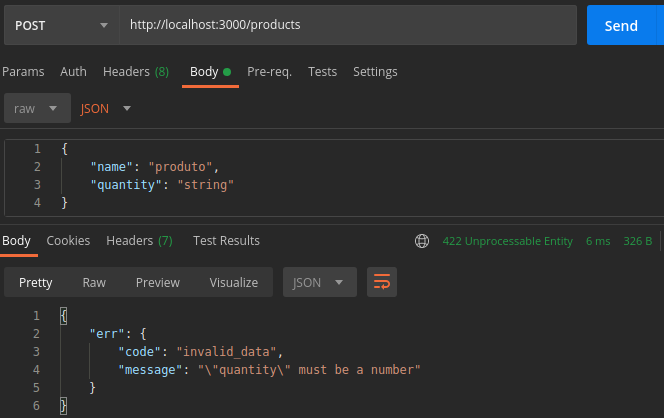 POST http://localhost:3000/products Send
Params Auth Headers (8) Body Pre-req. Tests Settings
raw JSON
1 {
2 "name": "produto",
3 "quantity": "string"
4 }
Body Cookies Headers (7) Test Results 422 Unprocessable Entity 6 ms 326 B
Pretty Raw Preview Visualize JSON
1 {
2 "err": {
3 "code": "invalid_data",
4 "message": "\"quantity\" must be a number"
5 }
6 }